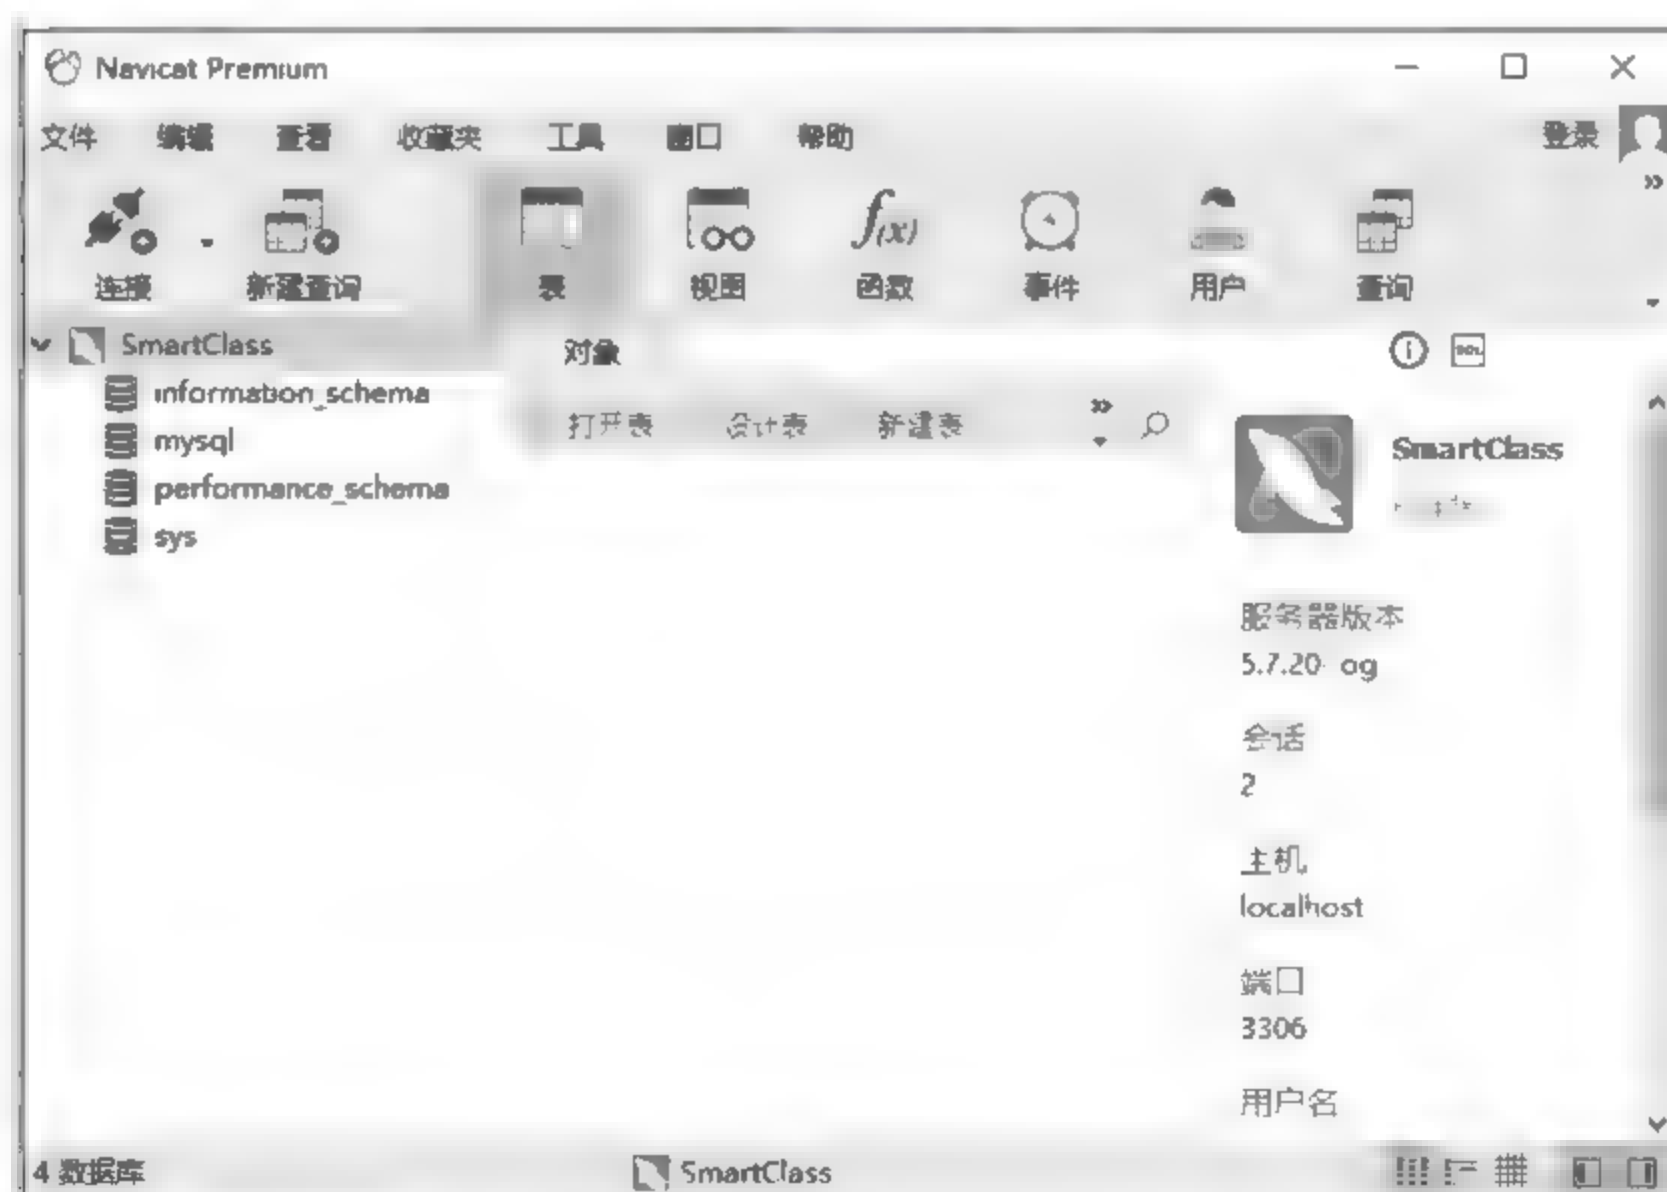 Navicat Premium
文件 编辑 查看 收藏夹 工具 窗口 帮助 登录
连接 新建查询 表 视图 函数 事件 用户 查询
SmartClass
information_schema
mysql
performance_schema
sys
对象
打开表 设计表 新建表
SmartClass
服务器版本
5.7.20
会话
2
主机
localhost
端口
3306
用户名
4 数据库
SmartClass